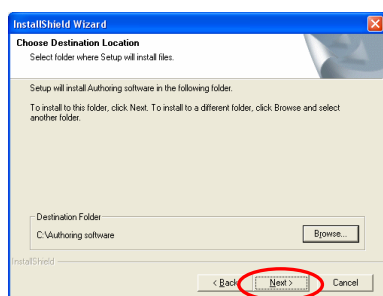 InstallShield Wizard
Choose Destination Location
Select folder where Setup will install files.
Setup will install Authoring software in the following folder.
To install to this folder, click Next. To install to a different folder, click Browse and select
another folder.
Destination Folder
C:\Authoring software
Browse...
InstallShield
< Back
Next >
Cancel